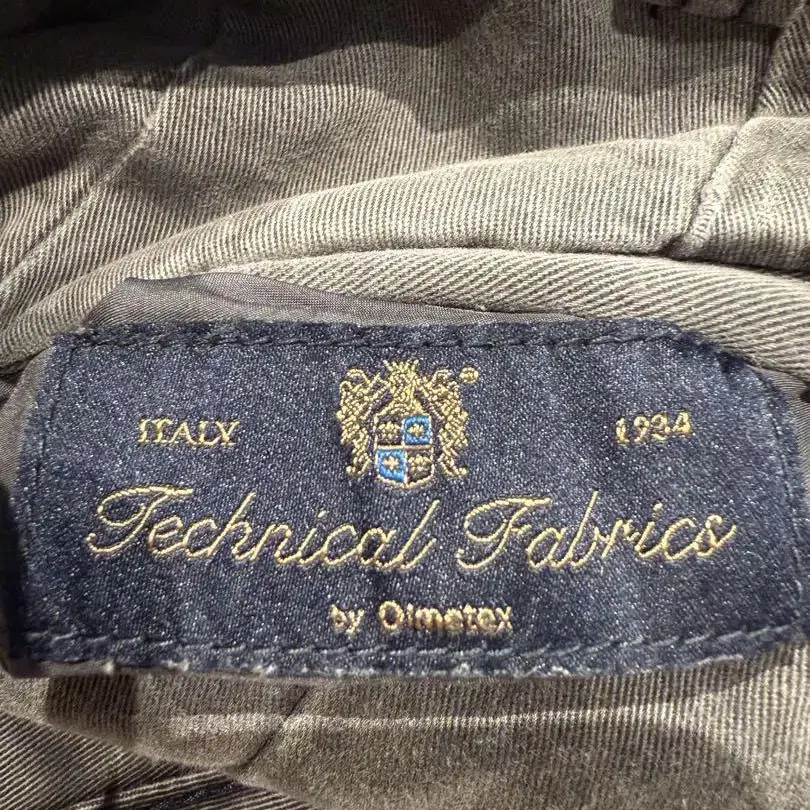 ITALY 1934
Technical Fabrics
by Olmetex
®